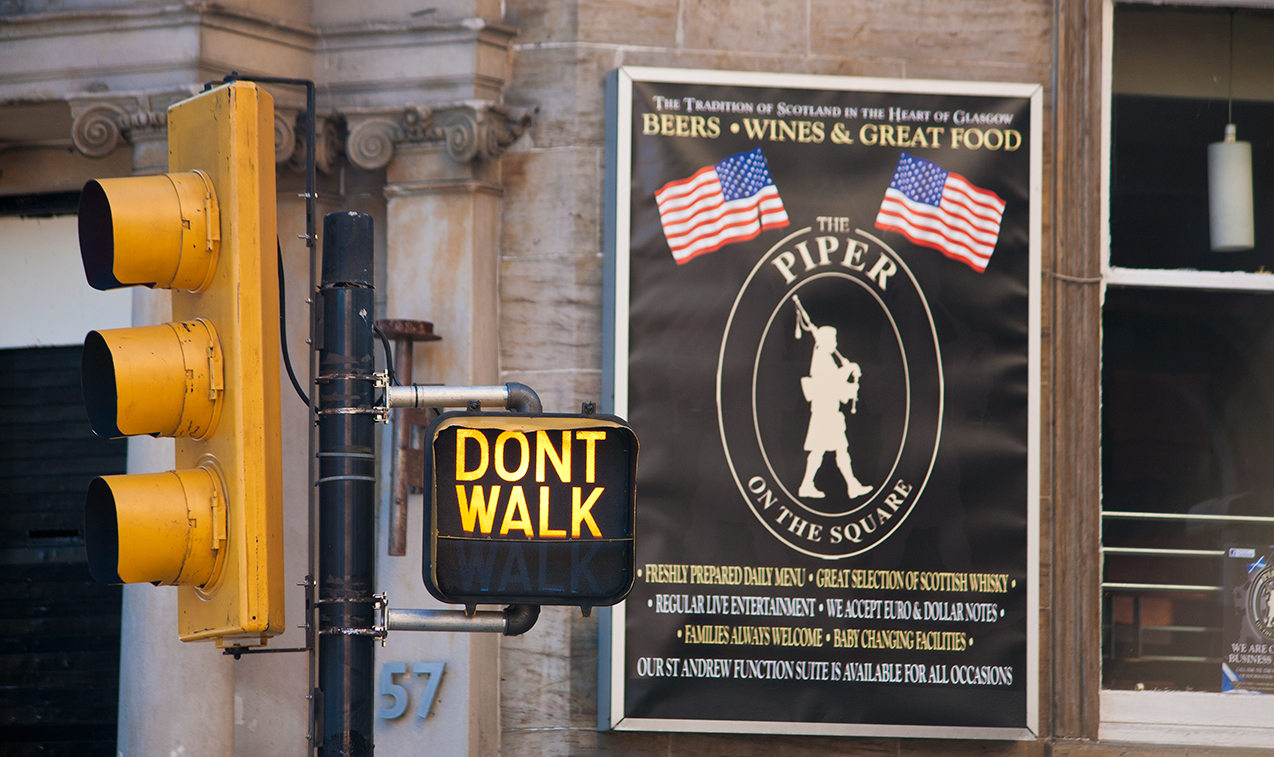 The Tradition of Scotland in the Heart of Glasgow
BEERS • WINES & GREAT FOOD
THE
PIPER
ON THE SQUARE
• FRESHLY PREPARED DAILY MENU • GREAT SELECTION OF SCOTTISH WHISKY •
• REGULAR LIVE ENTERTAINMENT • WE ACCEPT EURO & DOLLAR NOTES •
• FAMILIES ALWAYS WELCOME • BABY CHANGING FACILITIES •
OUR ST ANDREW FUNCTION SUITE IS AVAILABLE FOR ALL OCCASIONS
DONT
WALK
WALK
57
WE ARE
BUSINESS